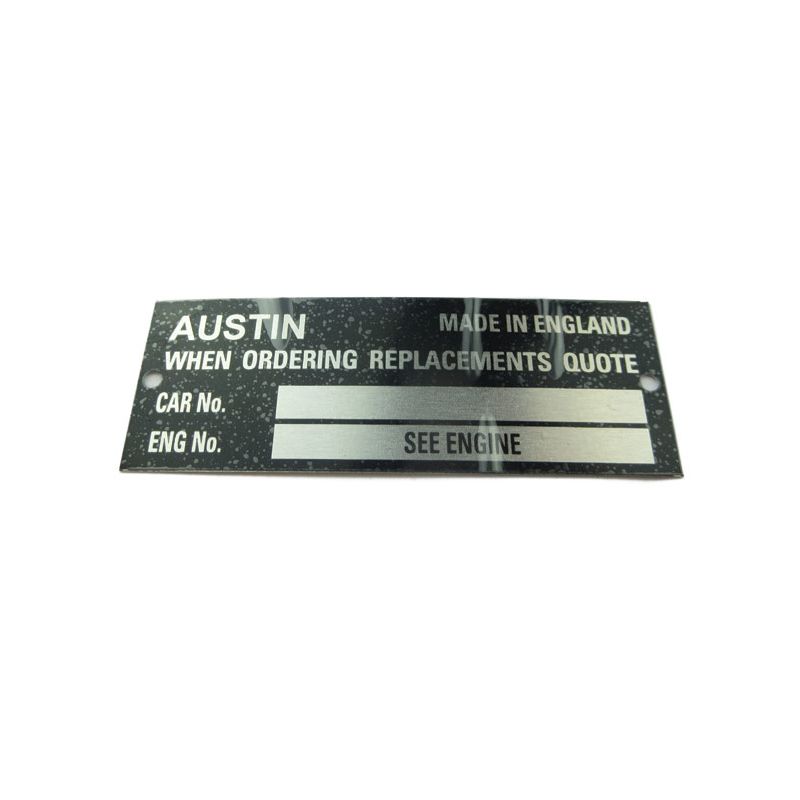 AUSTIN MADE IN ENGLAND
WHEN ORDERING REPLACEMENTS QUOTE
CAR No.
ENG No. SEE ENGINE